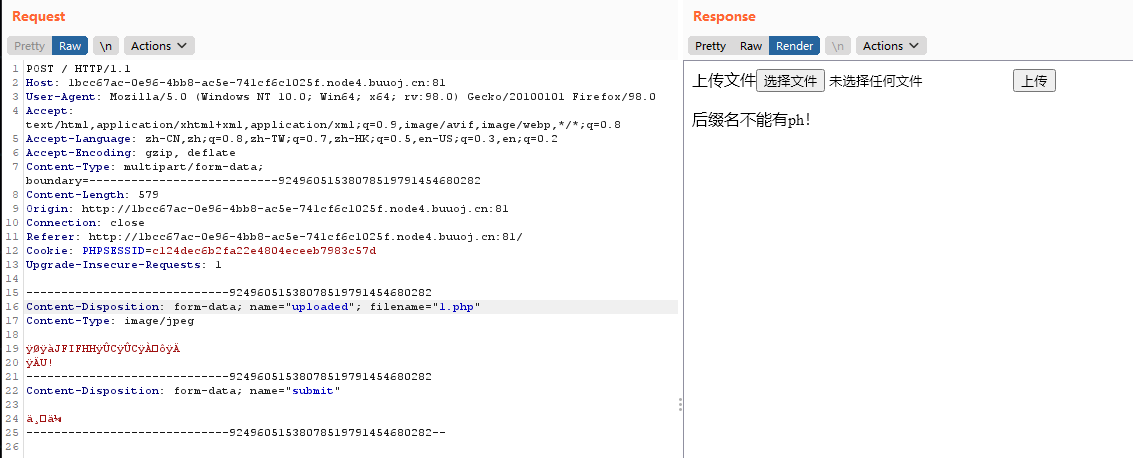 Request
Pretty Raw \n Actions
1 POST / HTTP/1.1
2 Host: 1bcc67ac-0e96-4bb8-ac5e-741cf6c1025f.node4.buuoj.cn:81
3 User-Agent: Mozilla/5.0 (Windows NT 10.0; Win64; x64; rv:98.0) Gecko/20100101 Firefox/98.0
4 Accept:
text/html,application/xhtml+xml,application/xml;q=0.9,image/avif,image/webp,*/*;q=0.8
5 Accept-Language: zh-CN,zh;q=0.8,zh-TW;q=0.7,zh-HK;q=0.5,en-US;q=0.3,en;q=0.2
6 Accept-Encoding: gzip, deflate
7 Content-Type: multipart/form-data;
boundary=---------------------------92496051538078519791454680282
8 Content-Length: 579
9 Origin: http://1bcc67ac-0e96-4bb8-ac5e-741cf6c1025f.node4.buuoj.cn:81
10 Connection: close
11 Referer: http://1bcc67ac-0e96-4bb8-ac5e-741cf6c1025f.node4.buuoj.cn:81/
12 Cookie: PHPSESSID=c124dec6b2fa22e4804eceeb7983c57d
13 Upgrade-Insecure-Requests: 1
14
15 -----------------------------92496051538078519791454680282
16 Content-Disposition: form-data; name="uploaded"; filename="1.php"
17 Content-Type: image/jpeg
18
19 ÿØÿàJFIFHHÿÛCÿÛCÿÀ□ôÿÄ
20 ÿÄU!
21 -----------------------------92496051538078519791454680282
22 Content-Disposition: form-data; name="submit"
23
24 ä¸□ä¼
25 -----------------------------92496051538078519791454680282--
26
Response
Pretty Raw Render \n Actions
上传文件 选择文件 未选择任何文件 上传
后缀名不能有ph！